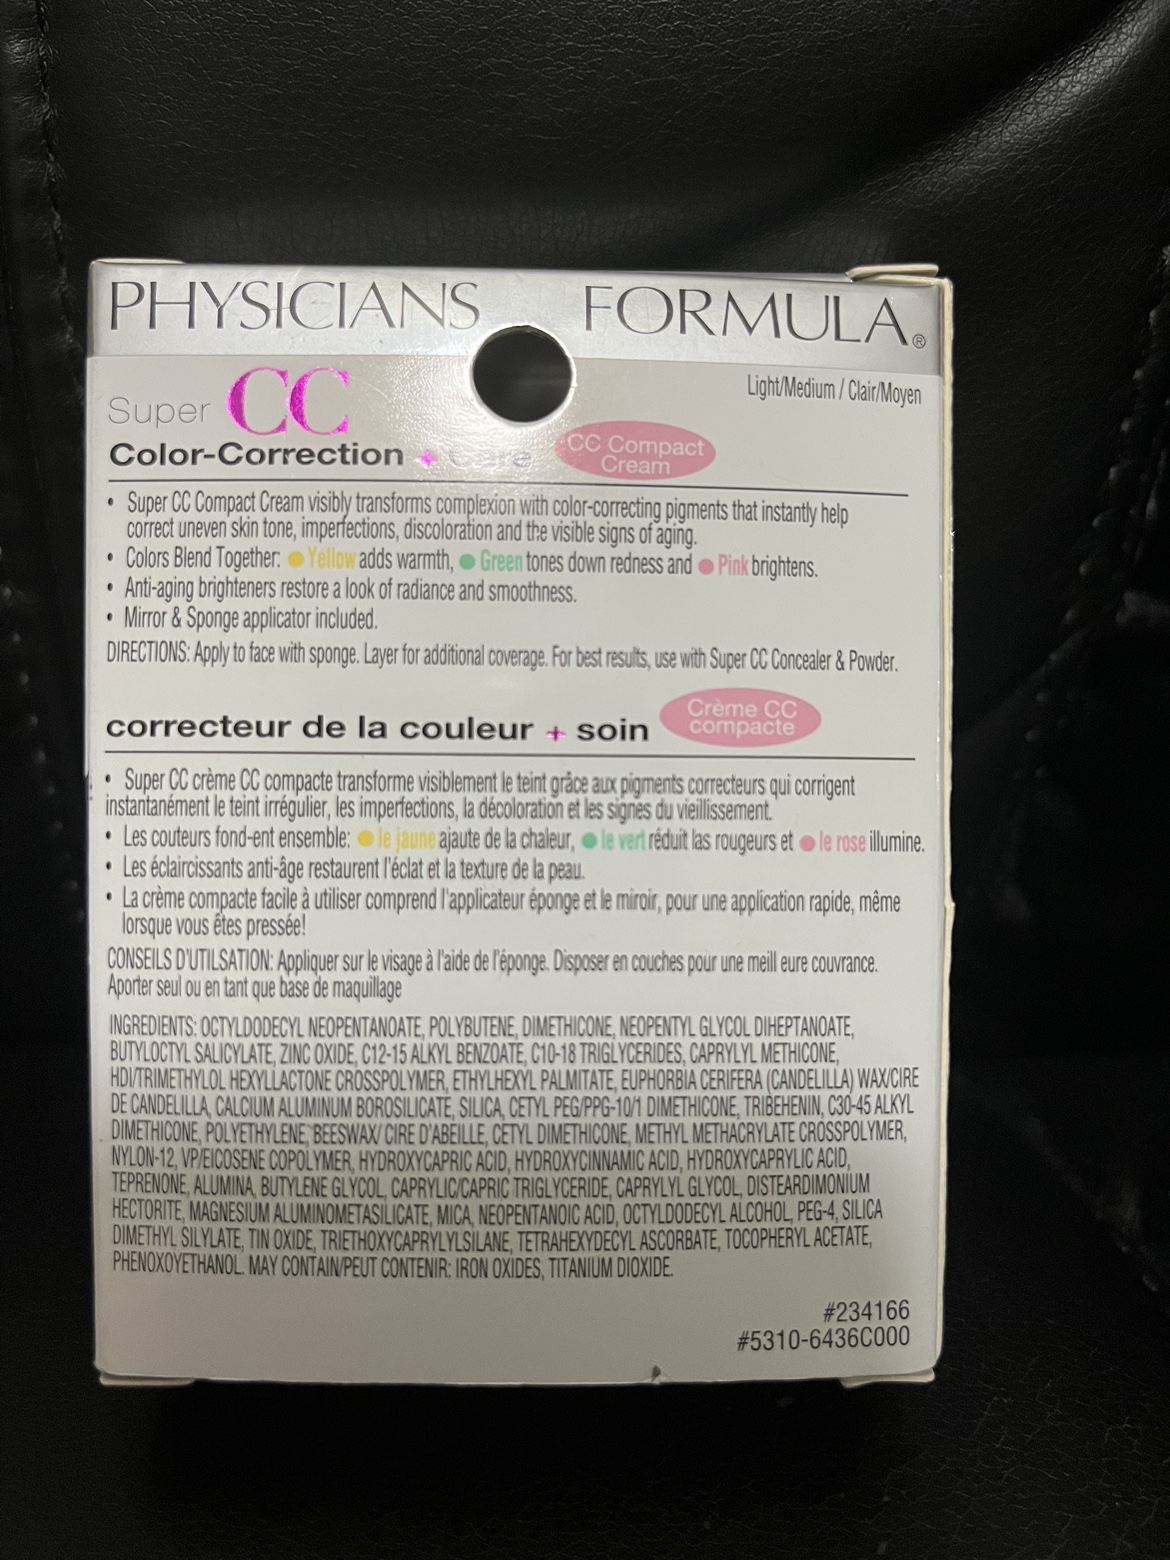 PHYSICIANS FORMULA®
Light/Medium / Clair/Moyen
Super CC
Color-Correction + Care
CC Compact
Cream
• Super CC Compact Cream visibly transforms complexion with color-correcting pigments that instantly help
correct uneven skin tone, imperfections, discoloration and the visible signs of aging.
• Colors Blend Together: ● Yellow adds warmth, ● Green tones down redness and ● Pink brightens.
• Anti-aging brighteners restore a look of radiance and smoothness.
• Mirror & Sponge applicator included.
DIRECTIONS: Apply to face with sponge. Layer for additional coverage. For best results, use with Super CC Concealer & Powder.
correcteur de la couleur + soin
Crème CC
compacte
• Super CC crème CC compacte transforme visiblement le teint grâce aux pigments correcteurs qui corrigent
instantanément le teint irrégulier, les imperfections, la décoloration et les signes du vieillissement.
• Les couteurs fond-ent ensemble: ● le jaune ajaute de la chaleur, ● le vert réduit las rougeurs et ● le rose illumine.
• Les éclaircissants anti-âge restaurent l'éclat et la texture de la peau.
• La crème compacte facile à utiliser comprend l'applicateur éponge et le miroir, pour une application rapide, même
lorsque vous êtes pressée!
CONSEILS D'UTILSATION: Appliquer sur le visage à l'aide de l'éponge. Disposer en couches pour une meill eure couvrance.
Aporter seul ou en tant que base de maquillage
INGREDIENTS: OCTYLDODECYL NEOPENTANOATE, POLYBUTENE, DIMETHICONE, NEOPENTYL GLYCOL DIHEPTANOATE,
BUTYLOCTYL SALICYLATE, ZINC OXIDE, C12-15 ALKYL BENZOATE, C10-18 TRIGLYCERIDES, CAPRYLYL METHICONE,
HDI/TRIMETHYLOL HEXYLLACTONE CROSSPOLYMER, ETHYLHEXYL PALMITATE, EUPHORBIA CERIFERA (CANDELILLA) WAX/CIRE
DE CANDELILLA, CALCIUM ALUMINUM BOROSILICATE, SILICA, CETYL PEG/PPG-10/1 DIMETHICONE, TRIBEHENIN, C30-45 ALKYL
DIMETHICONE, POLYETHYLENE, BEESWAX/ CIRE D'ABEILLE, CETYL DIMETHICONE, METHYL METHACRYLATE CROSSPOLYMER,
NYLON-12, VP/EICOSENE COPOLYMER, HYDROXYCAPRIC ACID, HYDROXYCINNAMIC ACID, HYDROXYCAPRYLIC ACID,
TEPRENONE, ALUMINA, BUTYLENE GLYCOL, CAPRYLIC/CAPRIC TRIGLYCERIDE, CAPRYLYL GLYCOL, DISTEARDIMONIUM
HECTORITE, MAGNESIUM ALUMINOMETASILICATE, MICA, NEOPENTANOIC ACID, OCTYLDODECYL ALCOHOL, PEG-4, SILICA
DIMETHYL SILYLATE, TIN OXIDE, TRIETHOXYCAPRYLYLSILANE, TETRAHEXYDECYL ASCORBATE, TOCOPHERYL ACETATE,
PHENOXYETHANOL. MAY CONTAIN/PEUT CONTENIR: IRON OXIDES, TITANIUM DIOXIDE.
#234166
#5310-6436C000